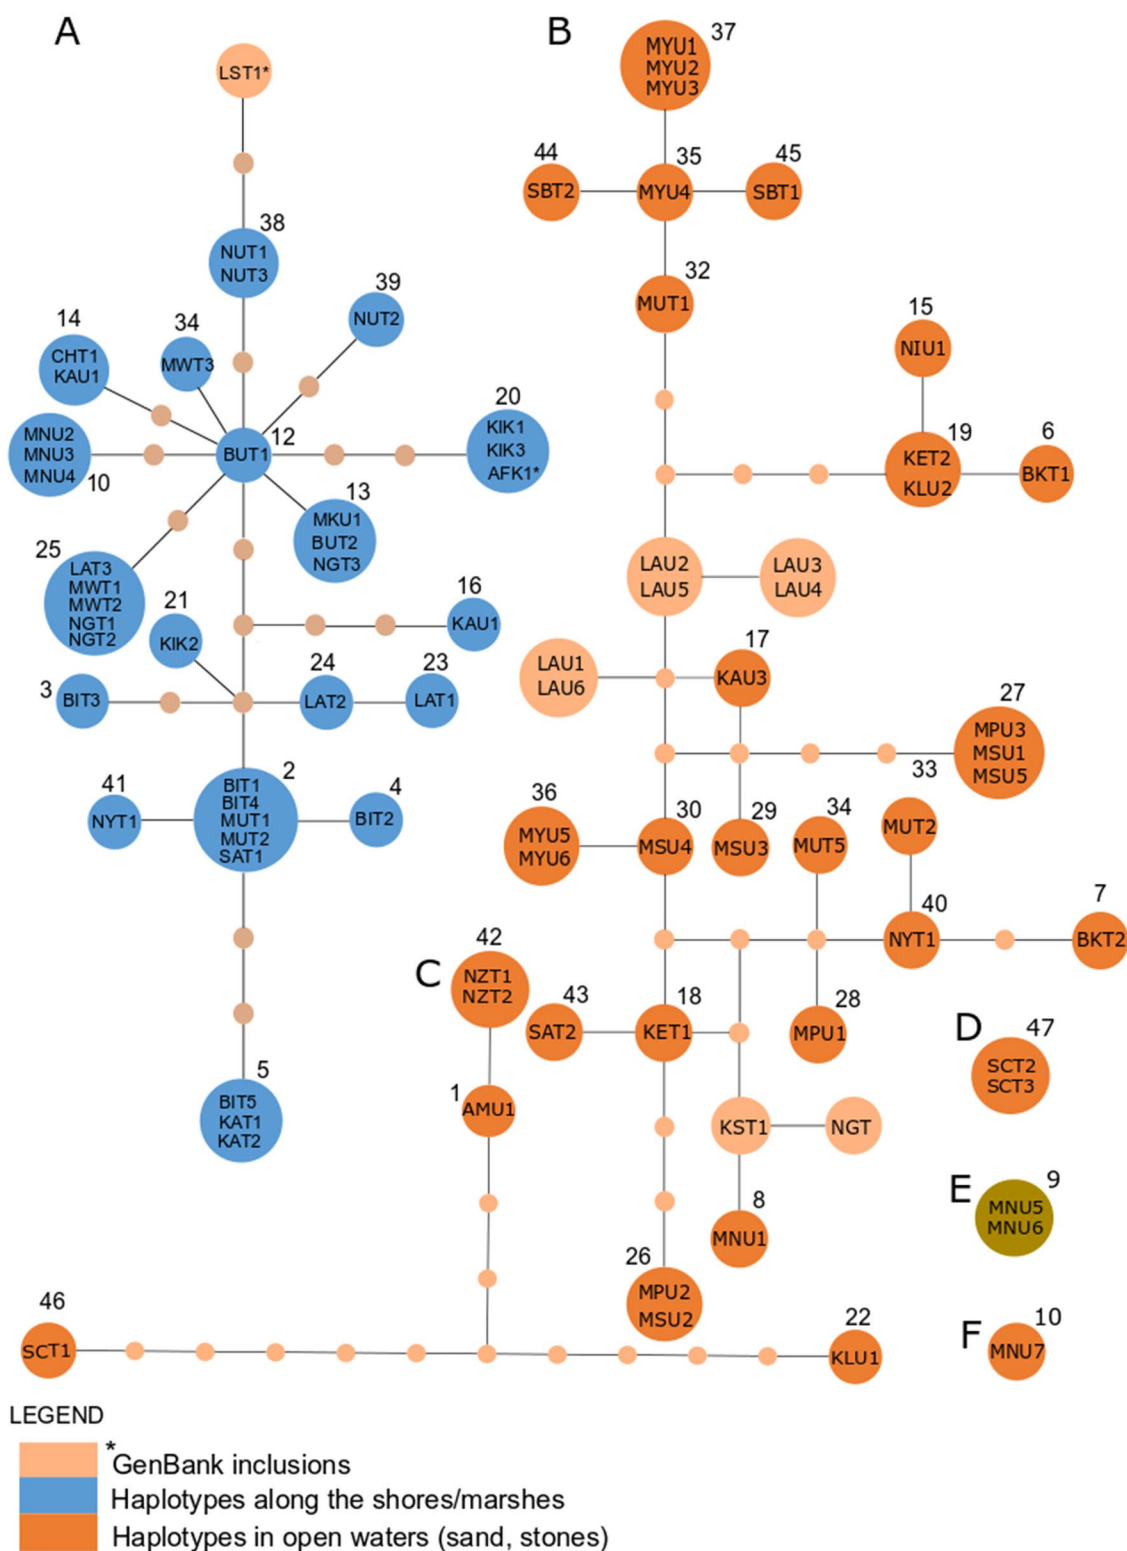 A
LST1*
38
NUT1
NUT3
39
NUT2
14
CHT1
KAU1
34
MWT3
20
KIK1
KIK3
AFK1*
MNU2
MNU3
MNU4
10
12
BUT1
13
MKU1
BUT2
NGT3
25
LAT3
MWT1
MWT2
NGT1
NGT2
21
KIK2
16
KAU1
3
BIT3
24
LAT2
23
LAT1
41
NYT1
2
BIT1
BIT4
MUT1
MUT2
SAT1
4
BIT2
5
BIT5
KAT1
KAT2
B
37
MYU1
MYU2
MYU3
44
SBT2
35
MYU4
45
SBT1
32
MUT1
15
NIU1
19
KET2
KLU2
6
BKT1
LAU2
LAU5
LAU3
LAU4
LAU1
LAU6
17
KAU3
27
MPU3
MSU1
MSU5
33
36
MYU5
MYU6
30
MSU4
29
MSU3
34
MUT5
MUT2
40
NYT1
7
BKT2
43
SAT2
18
KET1
28
MPU1
KST1
NGT
8
MNU1
26
MPU2
MSU2
C
42
NZT1
NZT2
1
AMU1
46
SCT1
22
KLU1
D
47
SCT2
SCT3
E
9
MNU5
MNU6
F
10
MNU7
LEGEND
*GenBank inclusions
Haplotypes along the shores/marshes
Haplotypes in open waters (sand, stones)